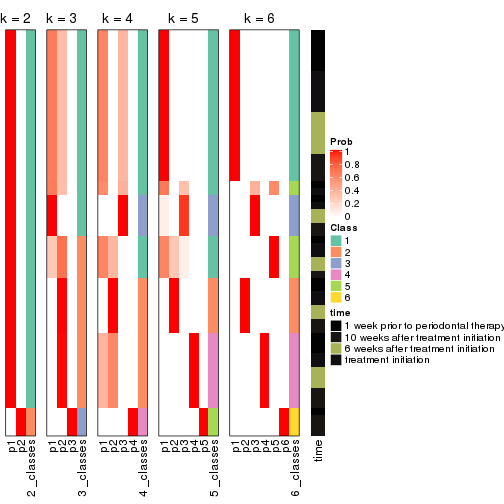 k = 2
k = 3
k = 4
k = 5
k = 6
Prob
1
0.8
0.6
0.4
0.2
0
Class
1
2
3
4
5
6
time
1 week prior to periodontal therapy
10 weeks after treatment initiation
6 weeks after treatment initiation
treatment initiation
p1
p2
2_classes
p1
p2
p3
3_classes
p1
p2
p3
p4
4_classes
p1
p2
p3
p4
p5
5_classes
p1
p2
p3
p4
p5
p6
6_classes
time